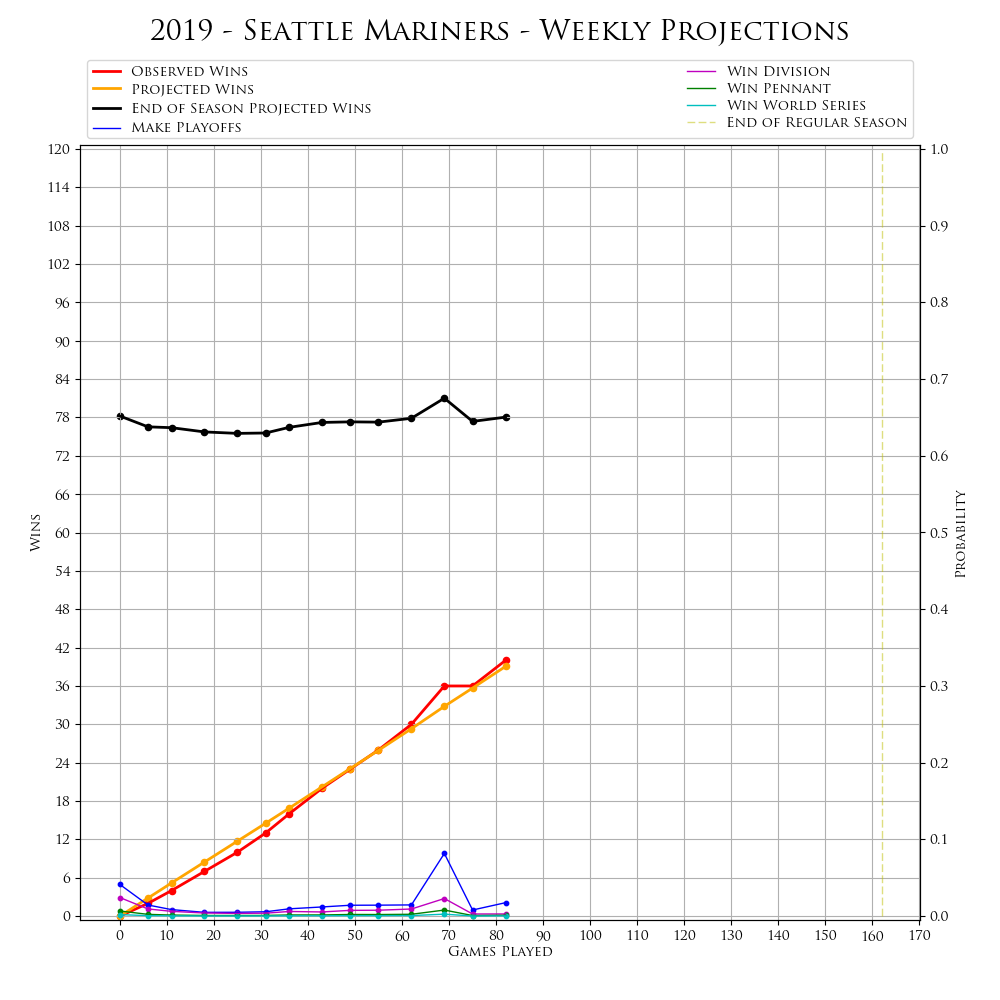 2019 - Seattle Mariners - Weekly Projections
Observed Wins
Projected Wins
End of Season Projected Wins
Make Playoffs
Win Division
Win Pennant
Win World Series
End of Regular Season
120
114
108
102
96
90
84
78
72
66
60
54
48
42
36
30
24
18
12
6
0
Wins
1.0
0.9
0.8
0.7
0.6
0.5
0.4
0.3
0.2
0.1
0.0
Probability
0 10 20 30 40 50 60 70 80 90 100 110 120 130 140 150 160 170
Games Played